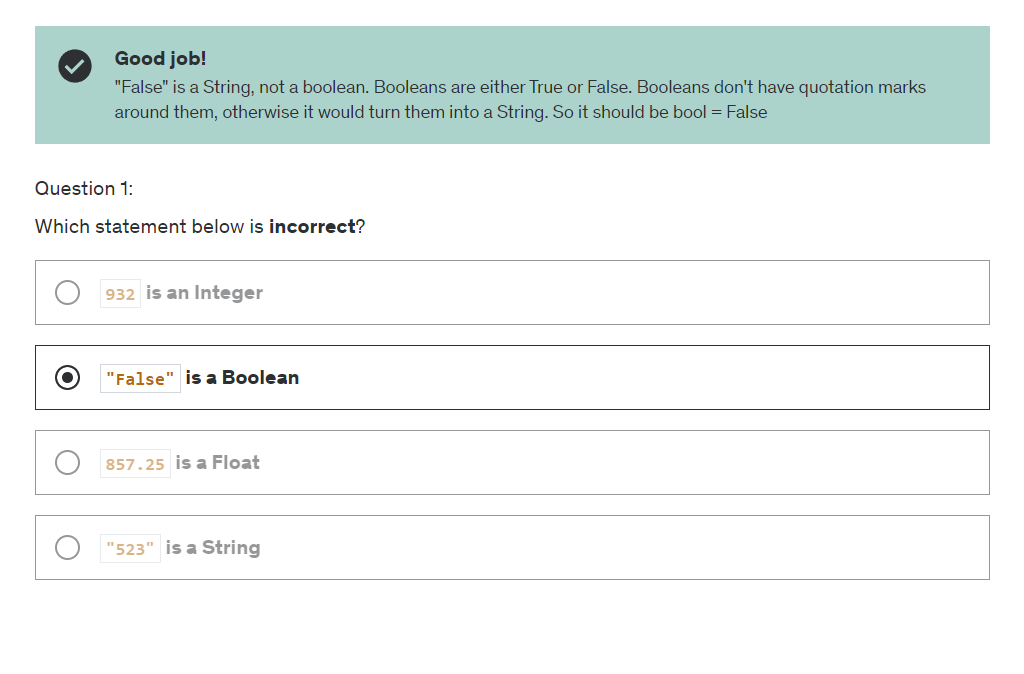 Good job!
"False" is a String, not a boolean. Booleans are either True or False. Booleans don't have quotation marks
around them, otherwise it would turn them into a String. So it should be bool = False
Question 1:
Which statement below is incorrect?
932 is an Integer
"False" is a Boolean
857.25 is a Float
"523" is a String